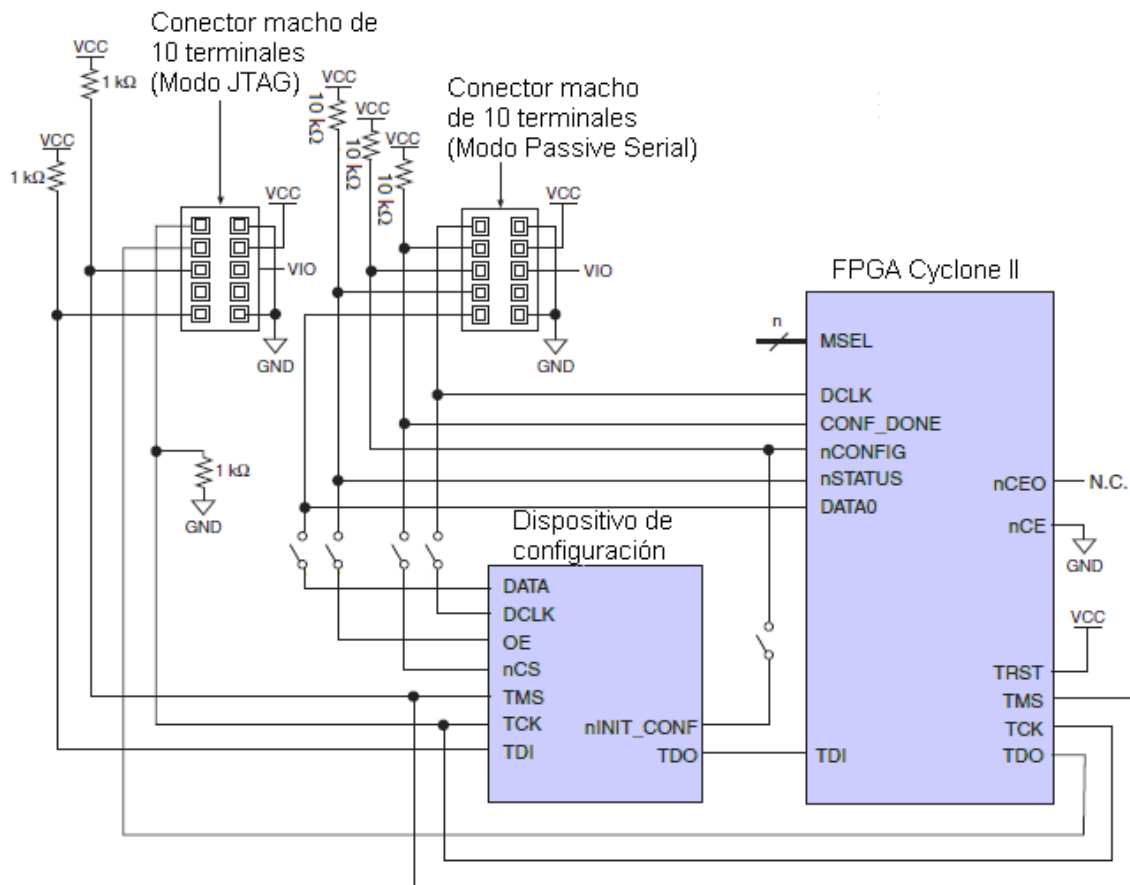 Conector macho de
10 terminales
(Modo JTAG)
VCC
1 kΩ
VCC
1 kΩ
VCC
10 kΩ
VCC
10 kΩ
VCC
10 kΩ
Conector macho
de 10 terminales
(Modo Passive Serial)
VCC
VIO
GND
VCC
VIO
GND
1 kΩ
GND
FPGA Cyclone II
n
MSEL
DCLK
CONF_DONE
nCONFIG
nSTATUS
DATA0
nCEO
N.C.
nCE
GND
VCC
TRST
TMS
TCK
TDO
TDI
Dispositivo de
configuración
DATA
DCLK
OE
nCS
TMS
TCK
TDI
nINIT_CONF
TDO